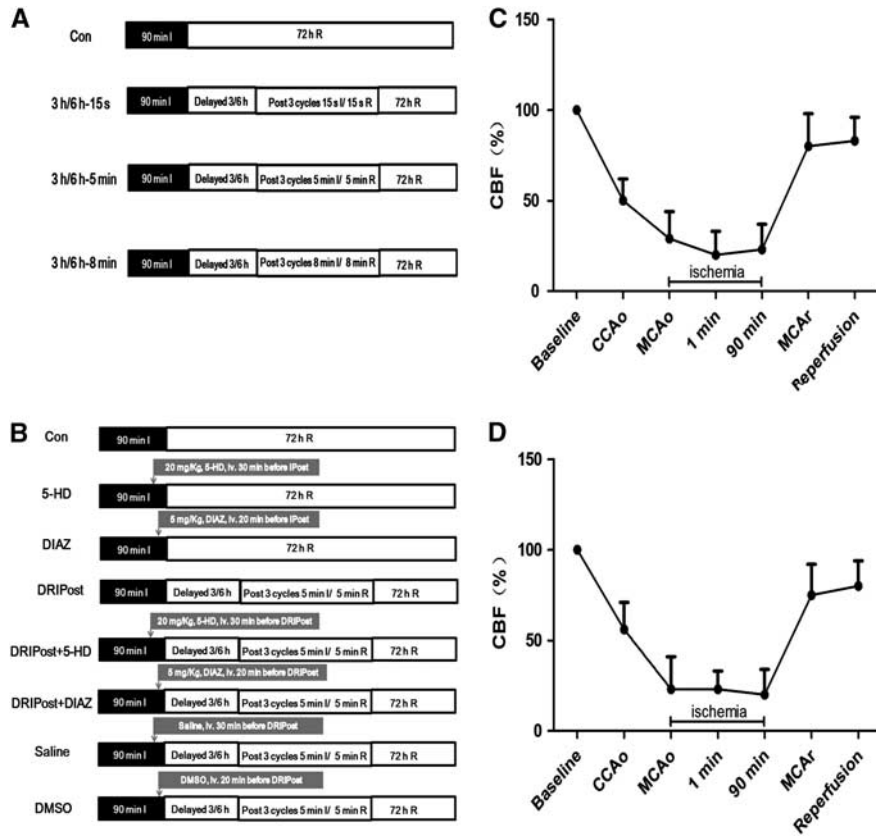 A
Con
90 min I
72 h R
3 h/6 h-15 s
90 min I
Delayed 3/6 h
Post 3 cycles 15 s I/ 15 s R
72 h R
3 h/6 h-5 min
90 min I
Delayed 3/6 h
Post 3 cycles 5 min I/ 5 min R
72 h R
3 h/6 h-8 min
90 min I
Delayed 3/6 h
Post 3 cycles 8 min I/ 8 min R
72 h R
B
Con
90 min I
72 h R
20 mg/Kg, 5-HD, iv. 30 min before IPost
5-HD
90 min I
72 h R
5 mg/Kg, DIAZ, iv. 20 min before IPost
DIAZ
90 min I
72 h R
DRIPost
90 min I
Delayed 3/6 h
Post 3 cycles 5 min I/ 5 min R
72 h R
20 mg/Kg, 5-HD, iv. 30 min before DRIPost
DRIPost+5-HD
90 min I
Delayed 3/6 h
Post 3 cycles 5 min I/ 5 min R
72 h R
5 mg/Kg, DIAZ, iv. 20 min before DRIPost
DRIPost+DIAZ
90 min I
Delayed 3/6 h
Post 3 cycles 5 min I/ 5 min R
72 h R
Saline, iv. 30 min before DRIPost
Saline
90 min I
Delayed 3/6 h
Post 3 cycles 5 min I/ 5 min R
72 h R
DMSO, iv. 20 min before DRIPost
DMSO
90 min I
Delayed 3/6 h
Post 3 cycles 5 min I/ 5 min R
72 h R
C
CBF (%)
150
100
50
0
ischemia
Baseline
CCAo
MCAo
1 min
90 min
MCAr
Reperfusion
D
CBF (%)
150
100
50
0
ischemia
Baseline
CCAo
MCAo
1 min
90 min
MCAr
Reperfusion